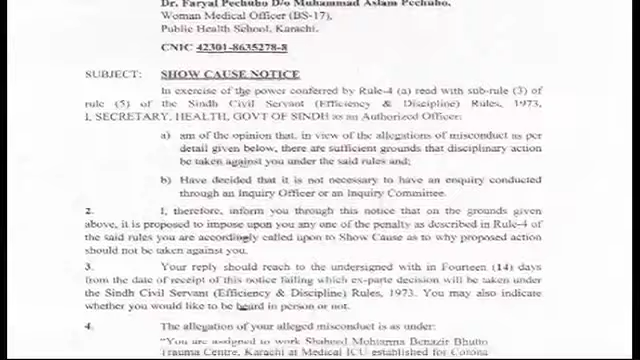 Dr. Faryal Pechuho D/o Muhammad Aslam Pechuho,
Woman Medical Officer (BS-17),
Public Health School, Karachi.
CNIC 42301-8635278-8
SUBJECT: SHOW CAUSE NOTICE
In exercise of the power conferred by Rule-4 (a) read with sub-rule (3) of
rule (5) of the Sindh Civil Servant (Efficiency & Discipline) Rules, 1973,
I, SECRETARY, HEALTH, GOVT OF SINDH as an Authorized Officer:
a) am of the opinion that, in view of the allegations of misconduct as per
detail given below, there are sufficient grounds that disciplinary action
be taken against you under the said rules and;
b) Have decided that it is not necessary to have an enquiry conducted
through an Inquiry Officer or an Inquiry Committee.
2. I, therefore, inform you through this notice that on the grounds given
above, it is proposed to impose upon you any one of the penalty as described in Rule-4 of
the said rules you are accordingly called upon to Show Cause as to why proposed action
should not be taken against you.
3. Your reply should reach to the undersigned with in Fourteen (14) days
from the date of receipt of this notice failing which ex-parte decision will be taken under
the Sindh Civil Servant (Efficiency & Discipline) Rules, 1973. You may also indicate
whether you would like to be heard in person or not.
4. The allegation of your alleged misconduct is as under:
"You are assigned to work Shaheed Mohtarma Benazir Bhutto
Trauma Centre, Karachi at Medical ICU established for Corona